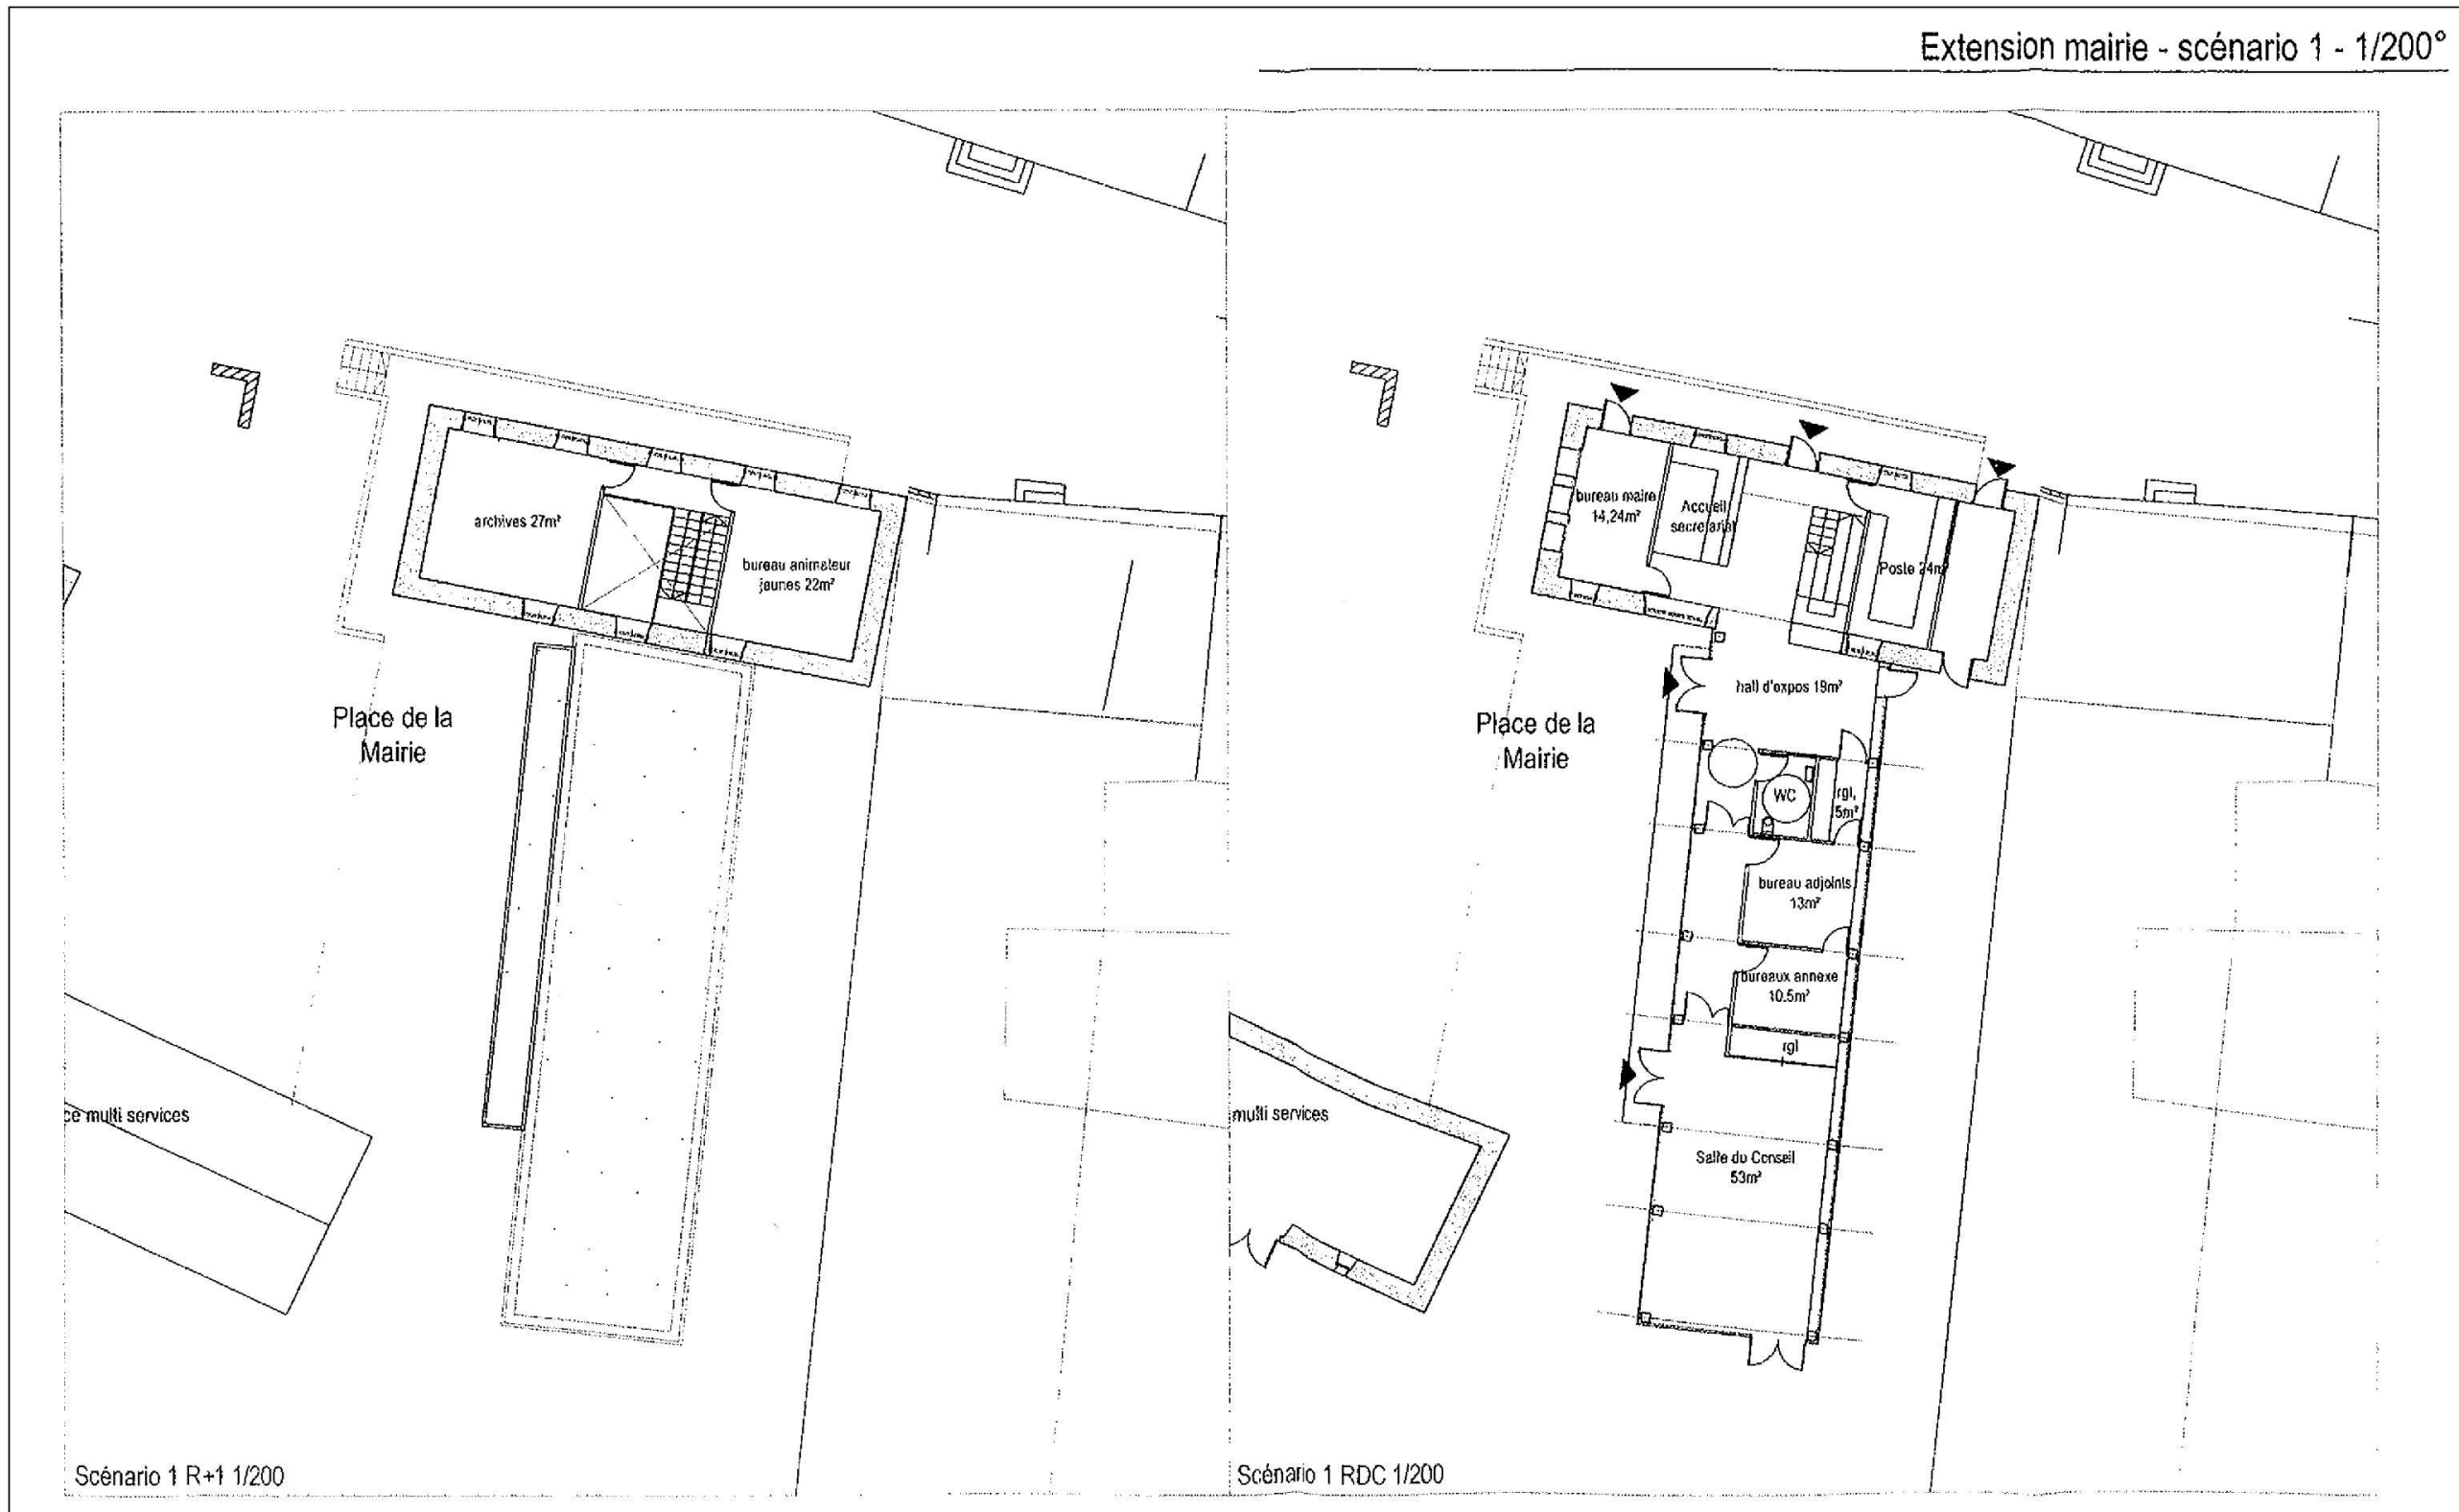 Extension mairie - scénario 1 - 1/200°
archives 27m²
bureau animateur
jeunes 22m²
Place de la
Mairie
ce multi services
Scénario 1 R+1 1/200
bureau maire
14,24m²
Accueil
secretariat
Poste 24m²
hall d'expos 19m²
Place de la
Mairie
WC
rgl,
5m²
bureau adjoints
13m²
bureaux annexe
10.5m²
rgl
multi services
Salle du Conseil
53m²
Scénario 1 RDC 1/200